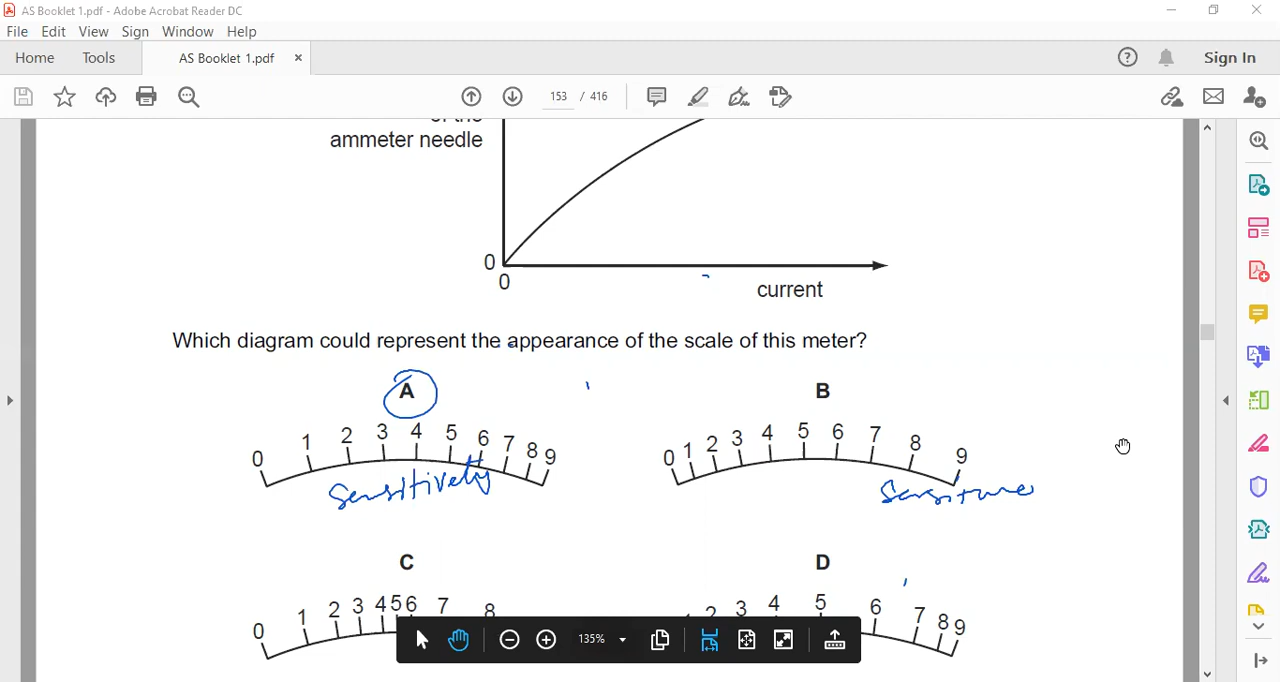 AS Booklet 1.pdf - Adobe Acrobat Reader DC
File Edit View Sign Window Help
Home Tools AS Booklet 1.pdf × Sign In
153 / 416
ammeter needle
0
0
current
Which diagram could represent the appearance of the scale of this meter?
A B
0 1 2 3 4 5 6 7 8 9
0 1 2 3 4 5 6 7 8 9
Sensitively
C D
0 1 2 3 4 5 6 7 8
2 3 4 5 6 7 8 9
135%